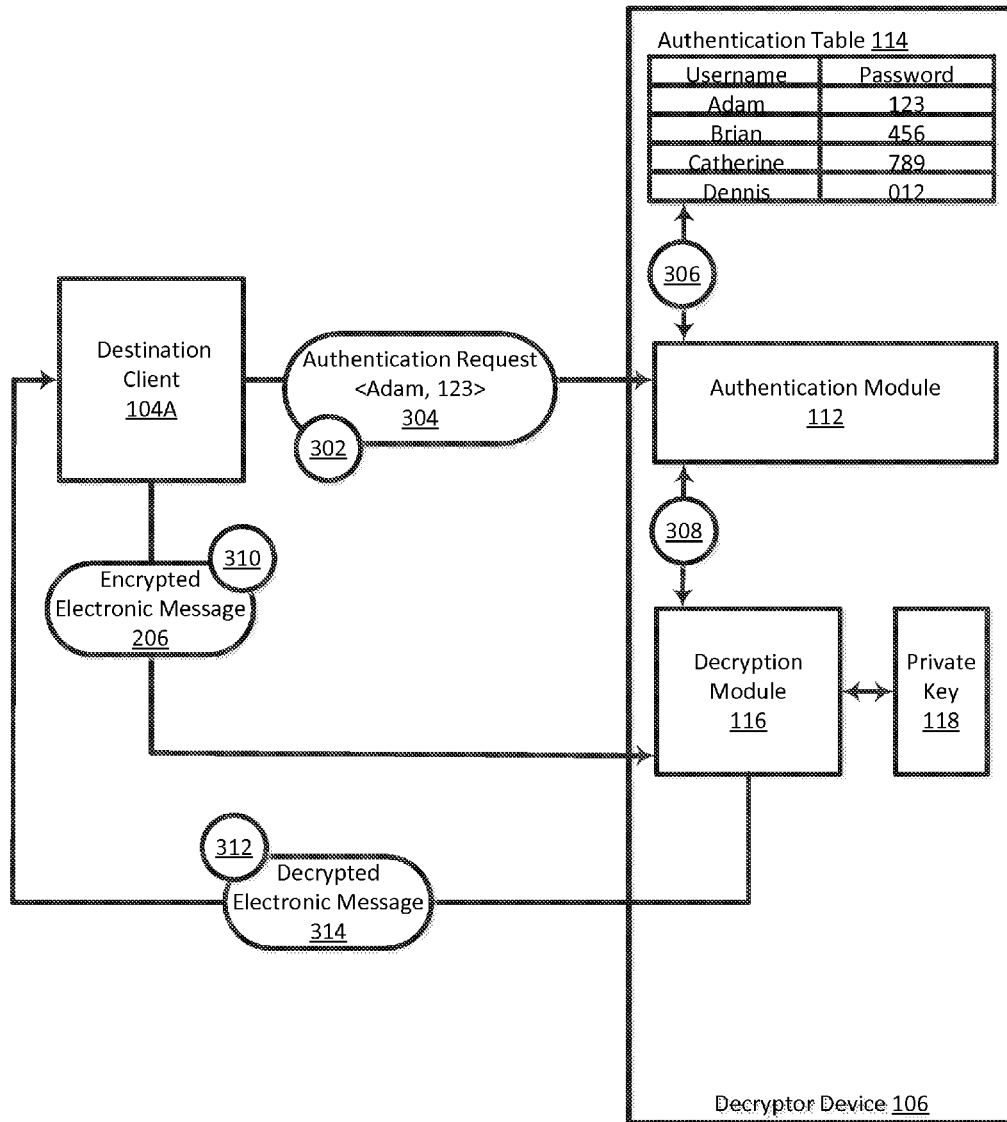 Authentication Table 114
Username Password
Adam 123
Brian 456
Catherine 789
Dennis 012
306
Destination
Client
104A
Authentication Request
<Adam, 123>
304
302
Authentication Module
112
308
310
Encrypted
Electronic Message
206
Decryption
Module
116
Private
Key
118
312
Decrypted
Electronic Message
314
Decryptor Device 106